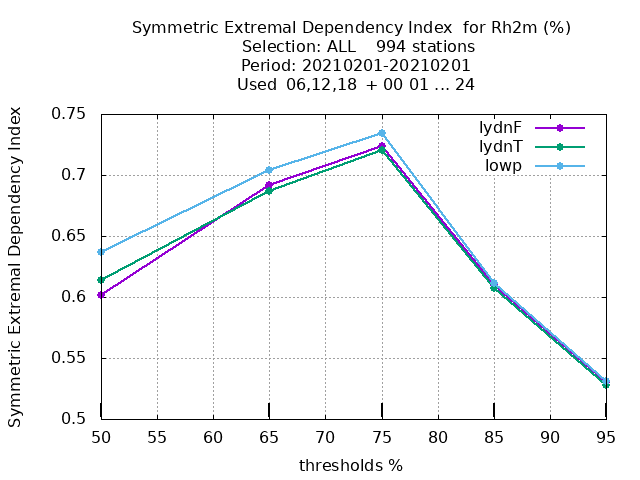 Symmetric Extremal Dependency Index  for Rh2m (%)
Selection: ALL    994 stations
Period: 20210201-20210201
Used  06,12,18  + 00 01 ... 24
Symmetric Extremal Dependency Index
0.75
0.7
0.65
0.6
0.55
0.5
lydnF
lydnT
lowp
50 55 60 65 70 75 80 85 90 95
thresholds %